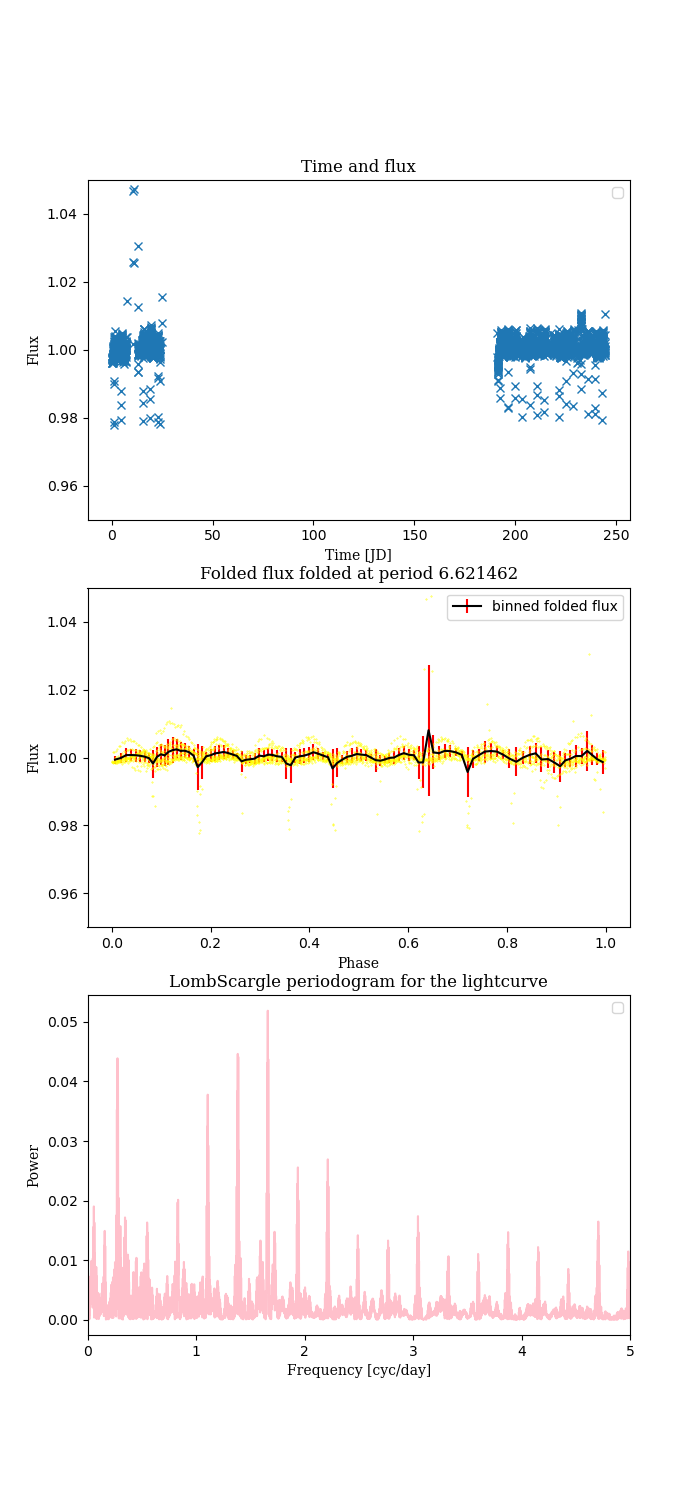 Time and flux
1.04
1.02
1.00
0.98
0.96
Flux
0 50 100 150 200 250
Time [JD]
Folded flux folded at period 6.621462
binned folded flux
1.04
1.02
1.00
0.98
0.96
Flux
0.0 0.2 0.4 0.6 0.8 1.0
Phase
LombScargle periodogram for the lightcurve
0.05
0.04
0.03
0.02
0.01
0.00
Power
0 1 2 3 4 5
Frequency [cyc/day]